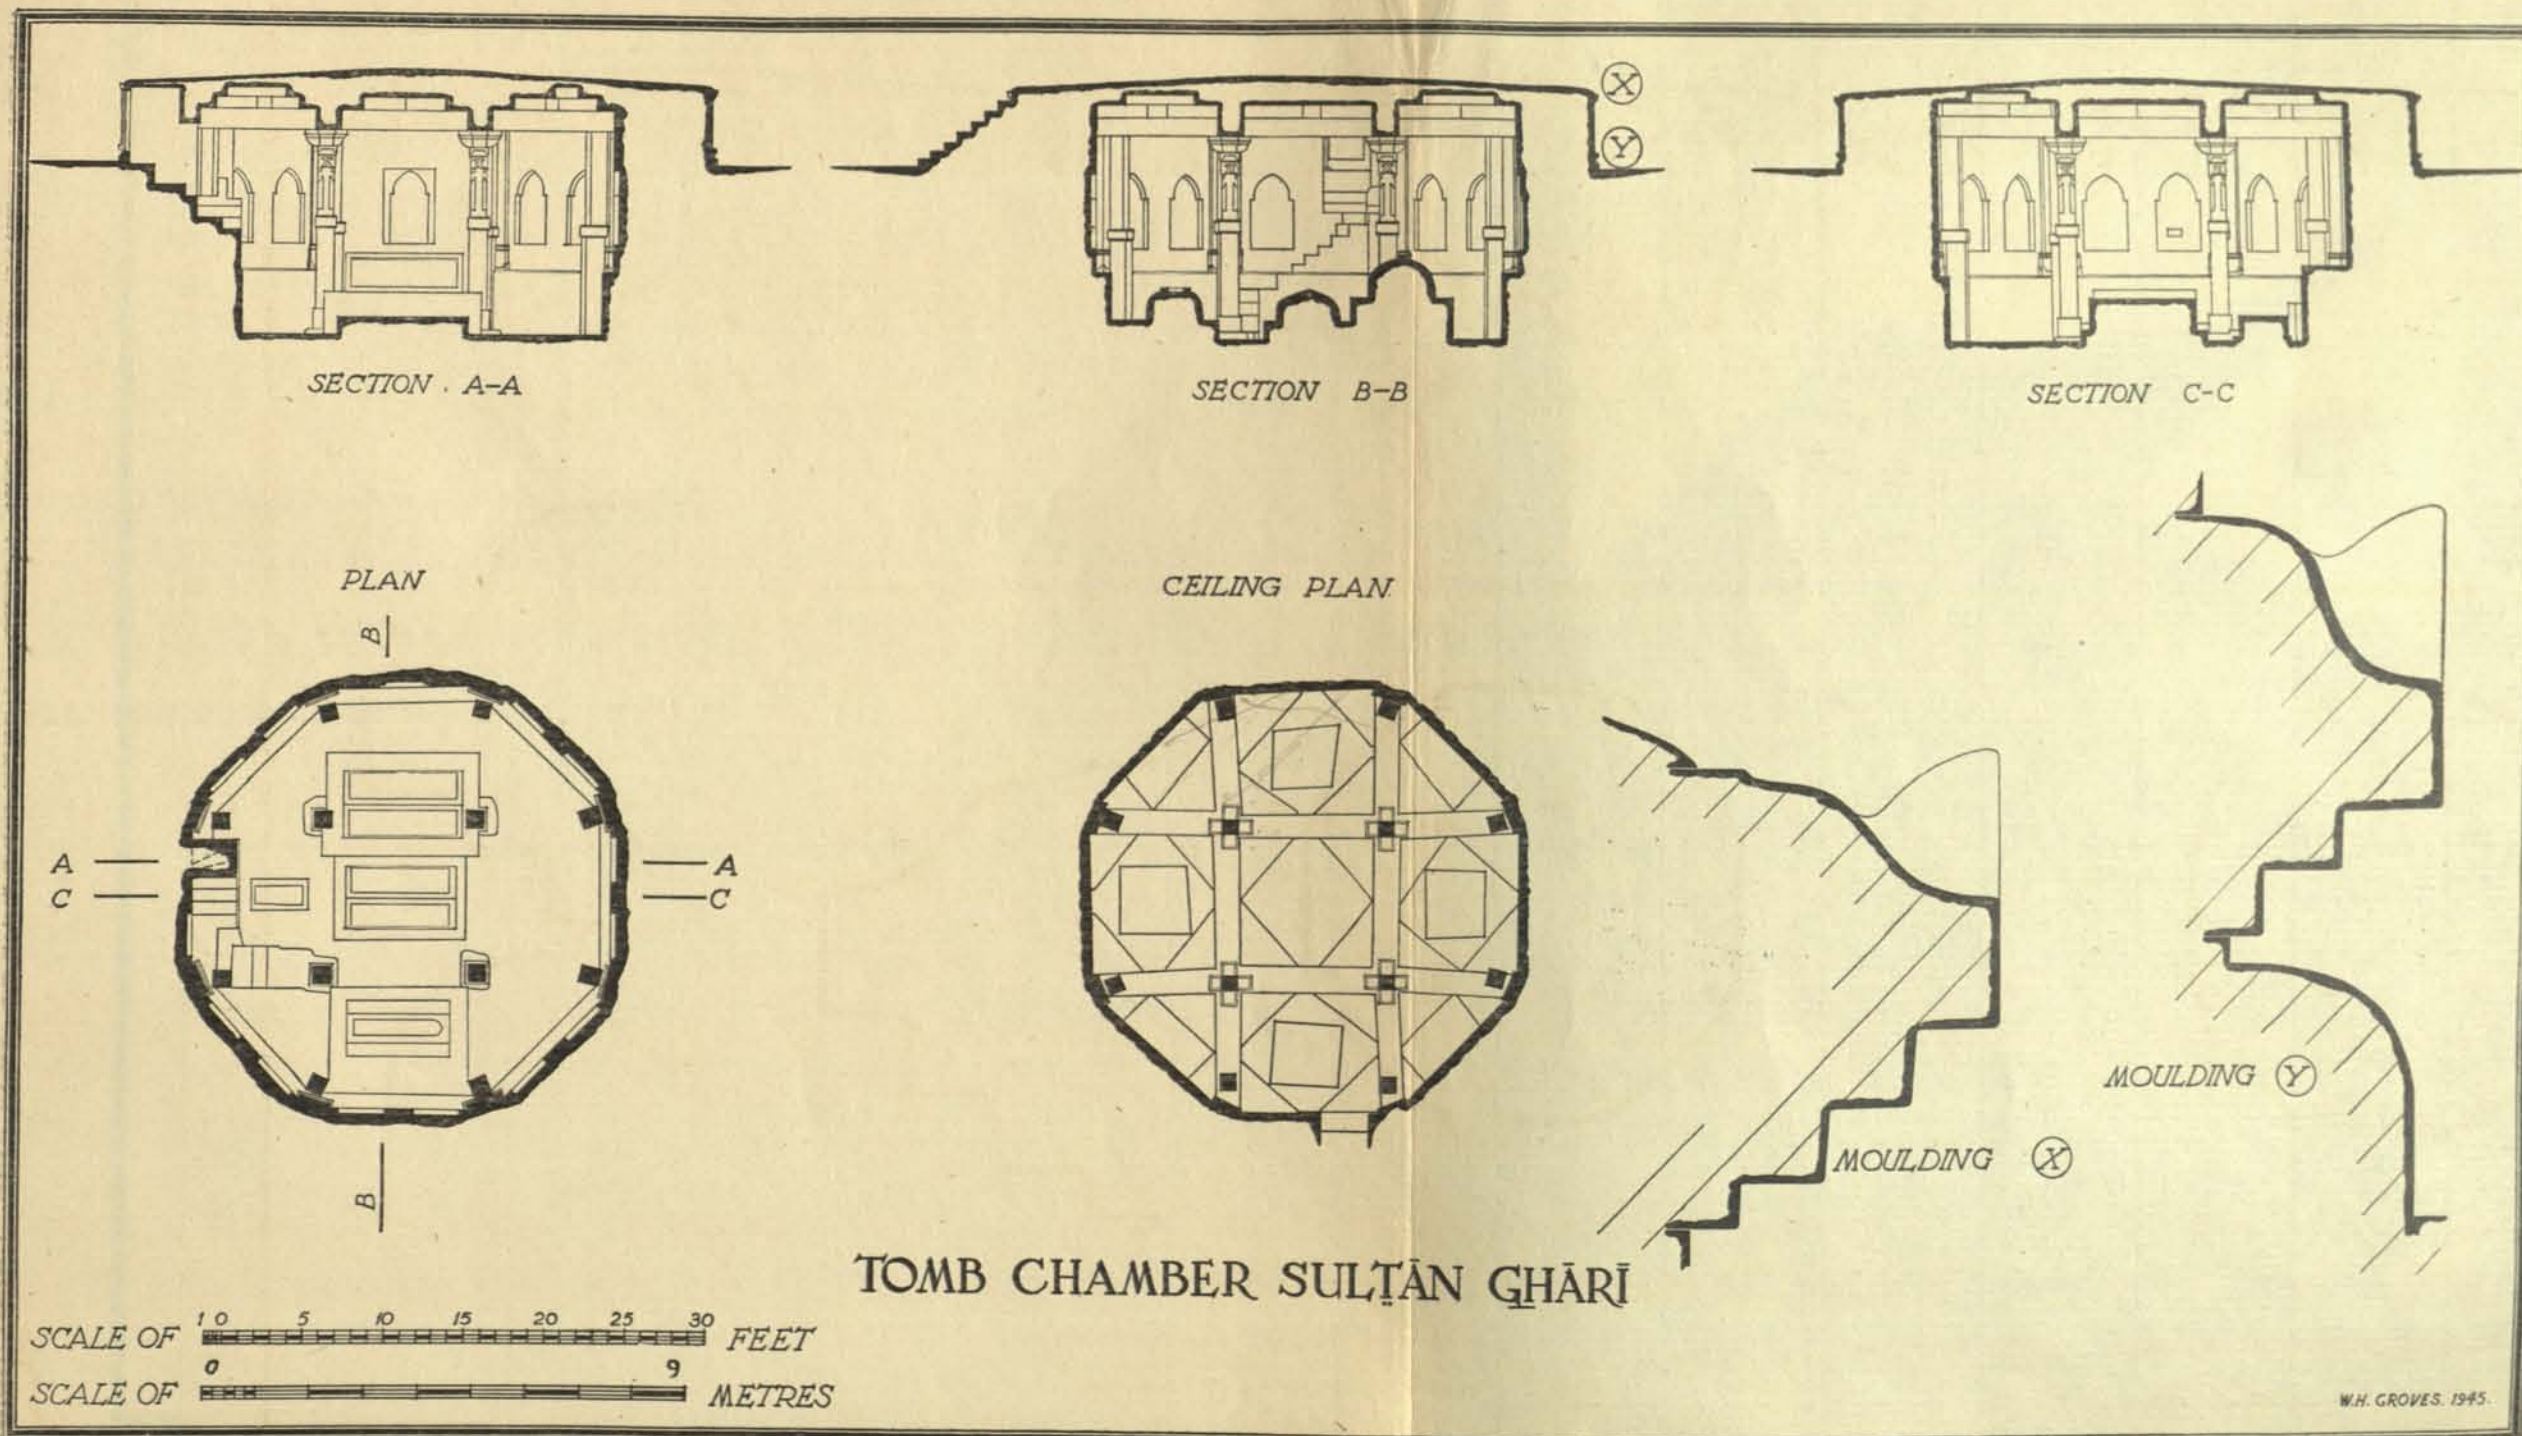 X
Y
SECTION . A-A
SECTION B-B
SECTION C-C
PLAN
CEILING PLAN.
B
A
A
C
C
B
MOULDING Y
MOULDING X
TOMB CHAMBER SULṬĀN G͟HĀRĪ
1 0 5 10 15 20 25 30
SCALE OF FEET
0 9
SCALE OF METRES
W.H. GROVES. 1945.